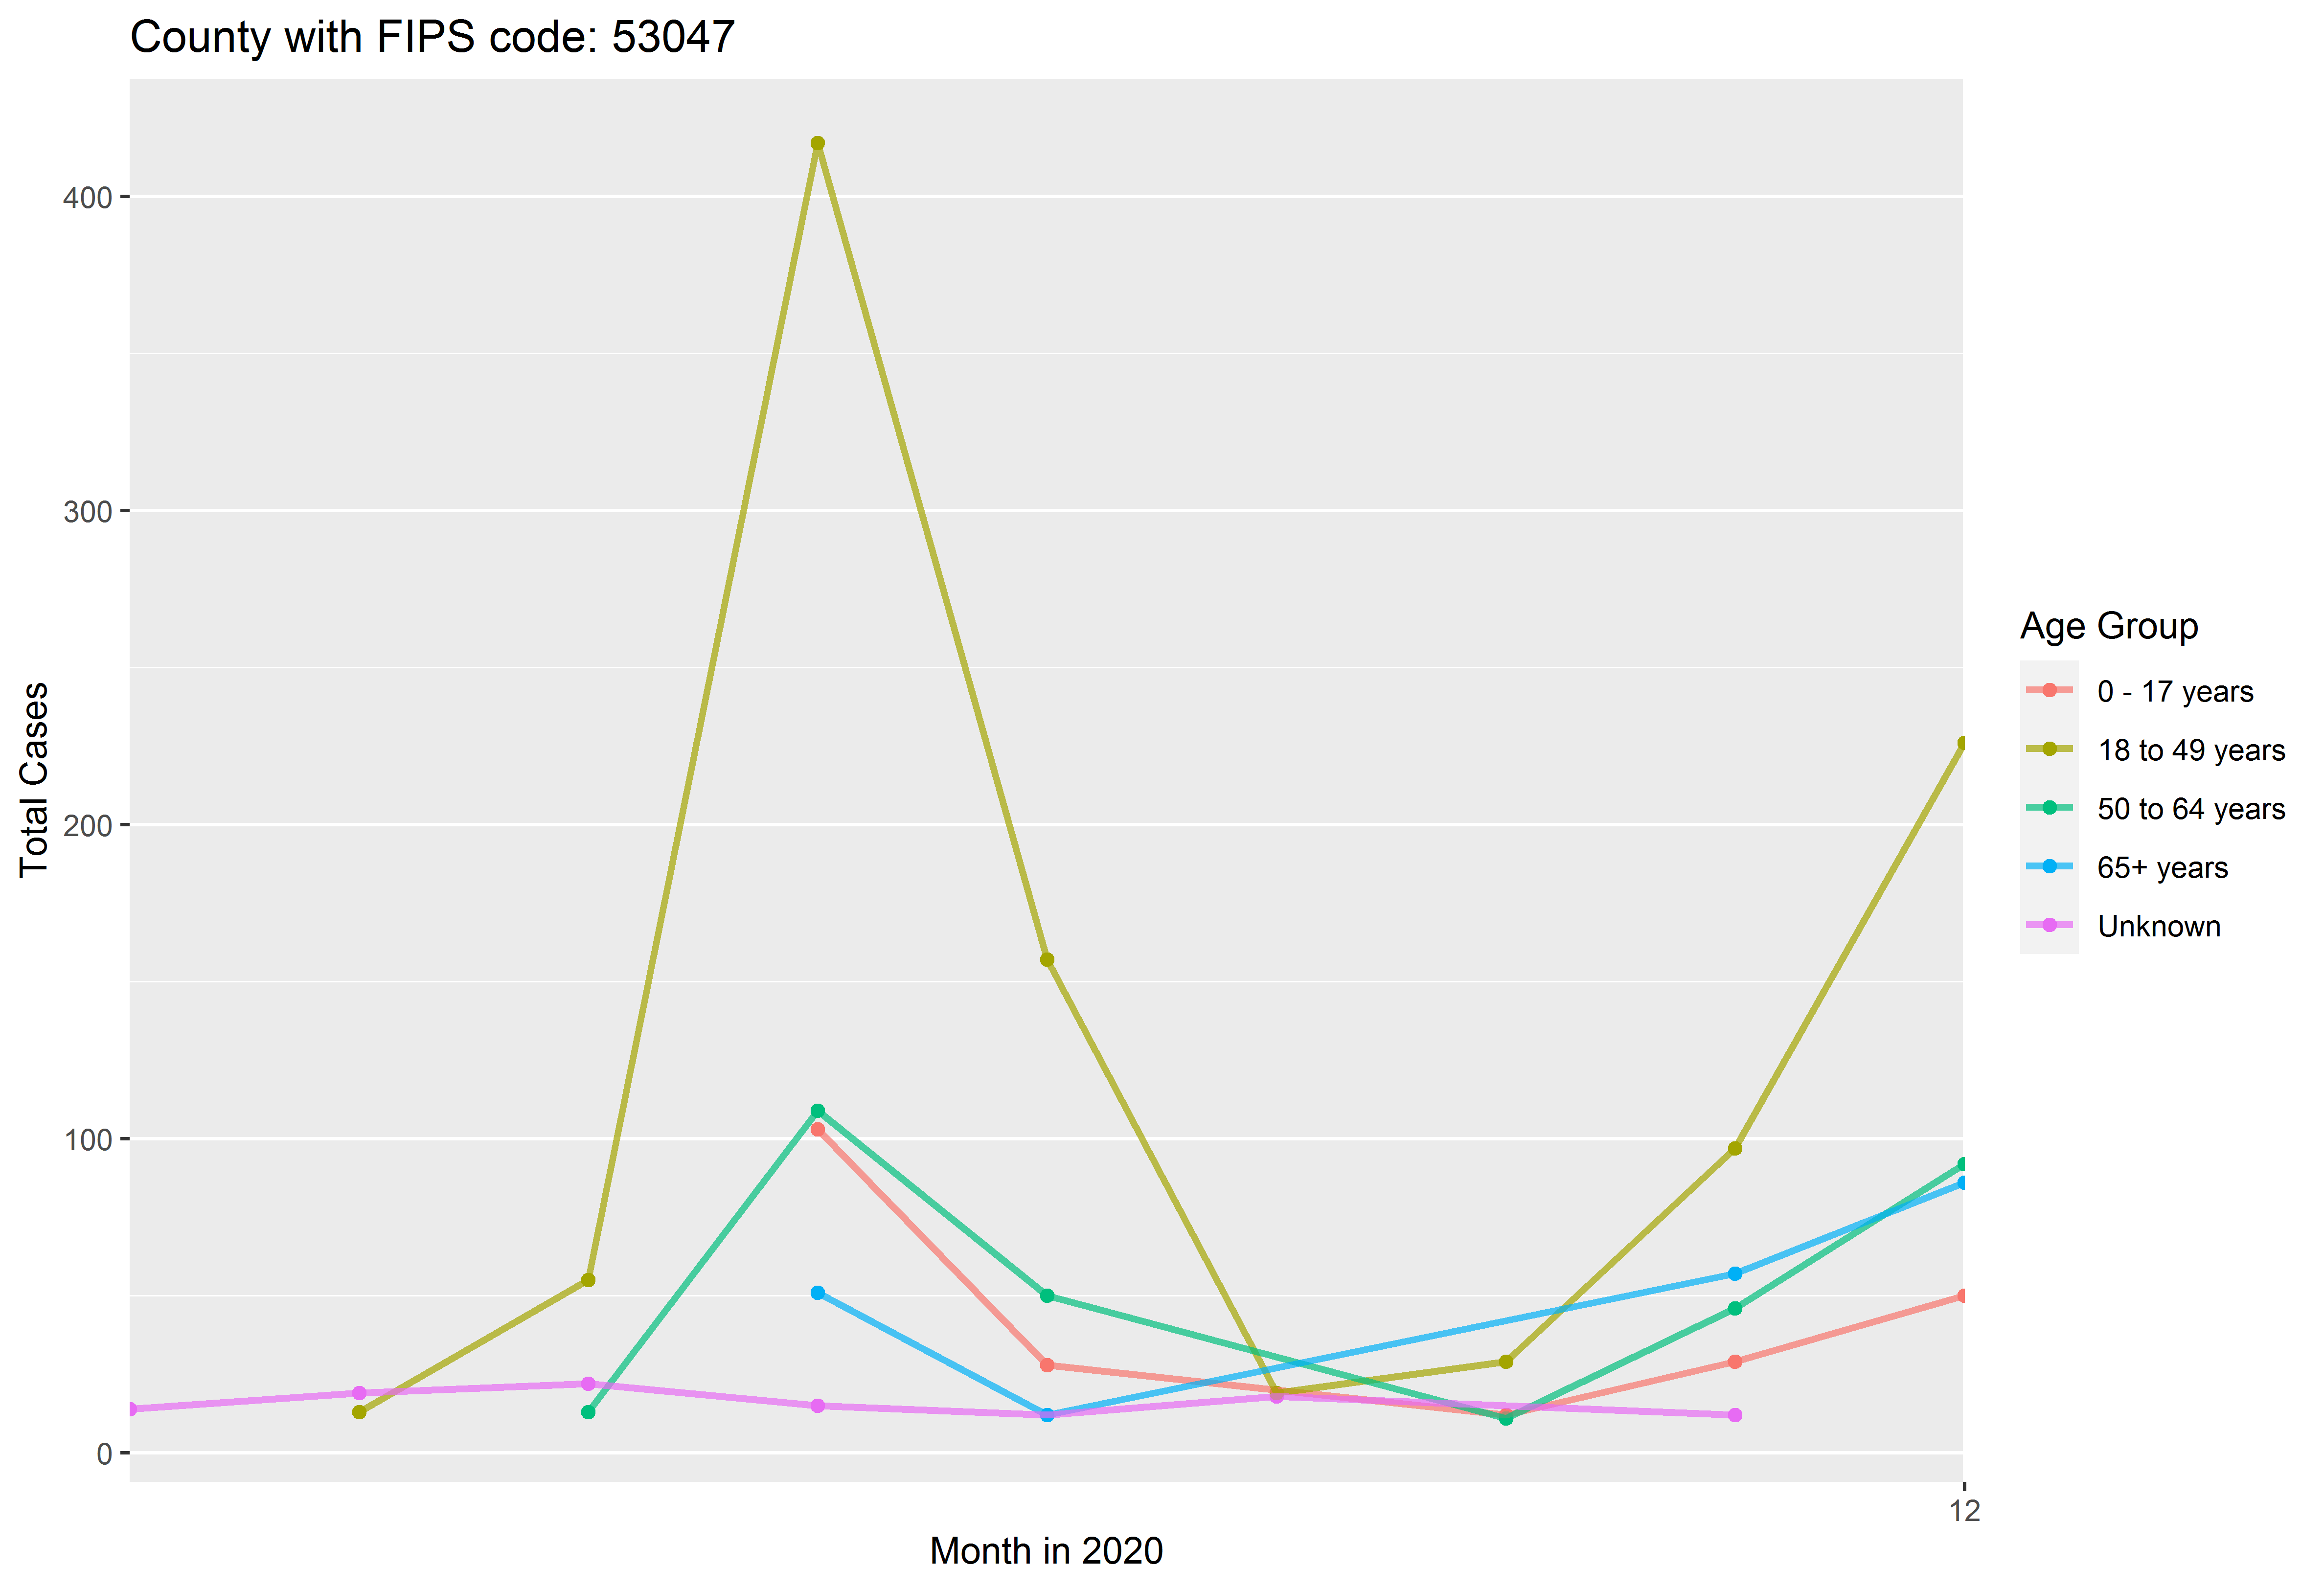 County with FIPS code: 53047
400
300
200
100
0
Total Cases
12
Month in 2020
Age Group
0 - 17 years
18 to 49 years
50 to 64 years
65+ years
Unknown